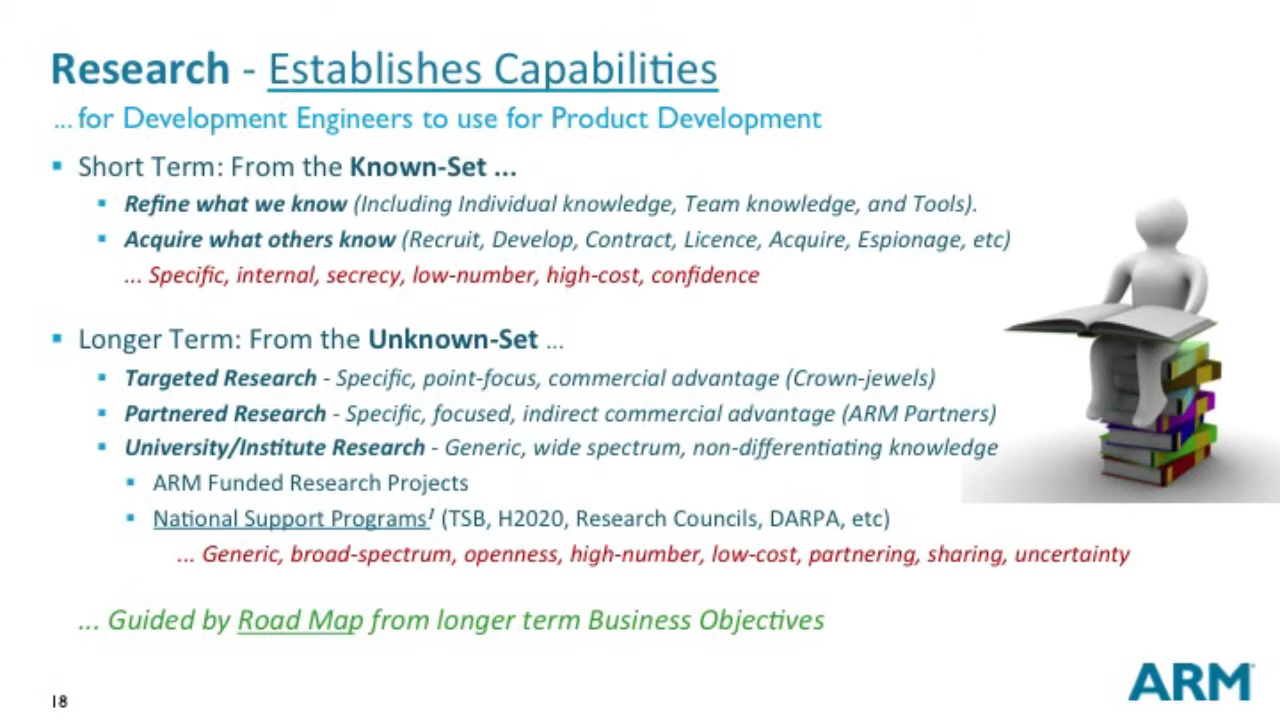 Research - Establishes Capabilities
... for Development Engineers to use for Product Development
▪ Short Term: From the Known-Set ...
▪ Refine what we know (Including Individual knowledge, Team knowledge, and Tools).
▪ Acquire what others know (Recruit, Develop, Contract, Licence, Acquire, Espionage, etc)
... Specific, internal, secrecy, low-number, high-cost, confidence
▪ Longer Term: From the Unknown-Set ...
▪ Targeted Research - Specific, point-focus, commercial advantage (Crown-jewels)
▪ Partnered Research - Specific, focused, indirect commercial advantage (ARM Partners)
▪ University/Institute Research - Generic, wide spectrum, non-differentiating knowledge
▪ ARM Funded Research Projects
▪ National Support Programs¹ (TSB, H2020, Research Councils, DARPA, etc)
... Generic, broad-spectrum, openness, high-number, low-cost, partnering, sharing, uncertainty
... Guided by Road Map from longer term Business Objectives
18
ARM